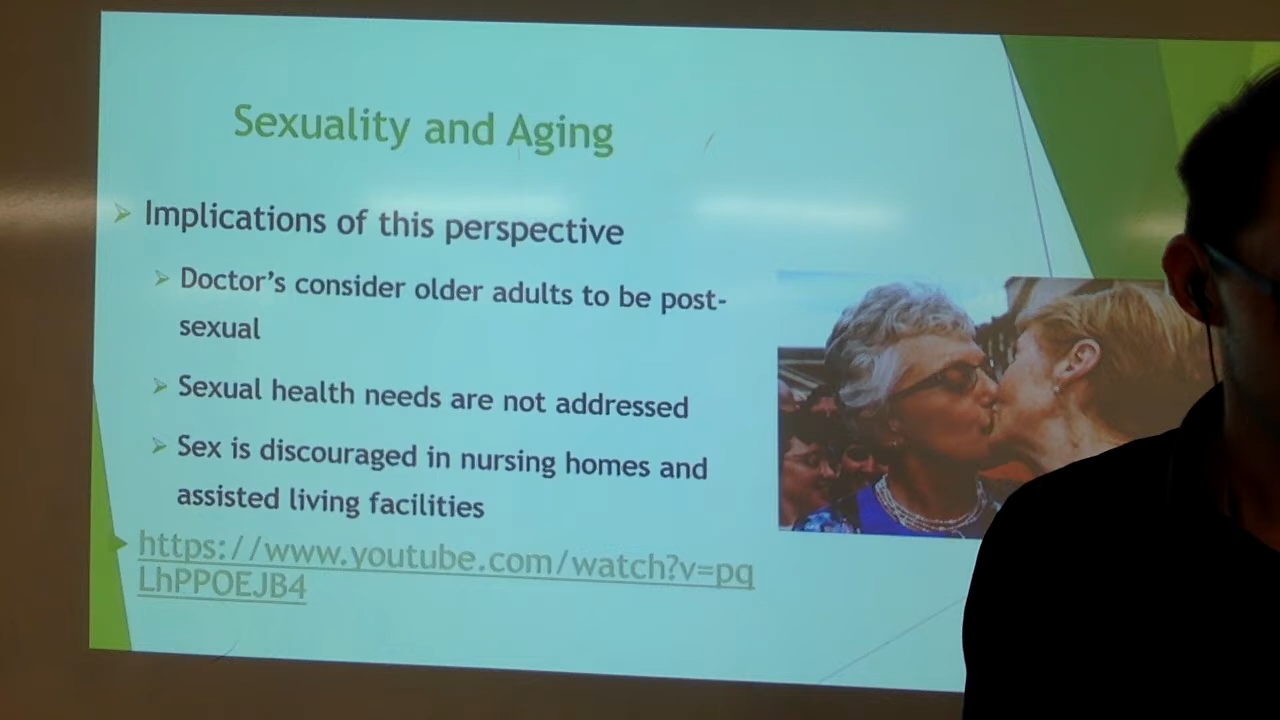 Sexuality and Aging
Implications of this perspective
Doctor's consider older adults to be post-
sexual
Sexual health needs are not addressed
Sex is discouraged in nursing homes and
assisted living facilities
https://www.youtube.com/watch?v=pq
LhPPOEJB4